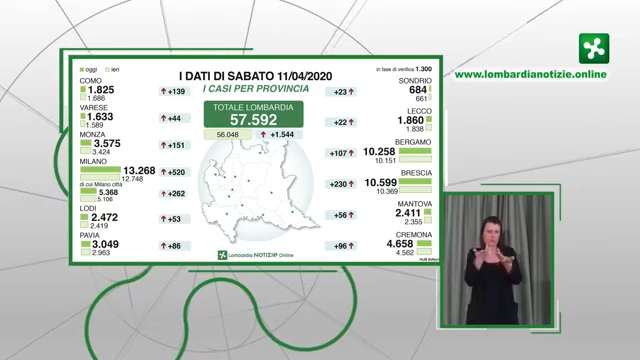 www.lombardianotizie.online
oggi ieri
I DATI DI SABATO 11/04/2020
in fase di verifica 1.300
I CASI PER PROVINCIA
TOTALE LOMBARDIA
57.592
56.048 +1.544
COMO
1.825 +139
1.686
VARESE
1.633 +44
1.589
MONZA
3.575 +151
3.424
MILANO
13.268 +520
12.748
di cui Milano città
5.368 +262
5.106
LODI
2.472 +53
2.419
PAVIA
3.049 +86
2.963
SONDRIO
+23 684
661
LECCO
+22 1.860
1.838
BERGAMO
+107 10.258
10.151
BRESCIA
+230 10.599
10.369
MANTOVA
+56 2.411
2.355
CREMONA
+96 4.658
4.562
Lombardia NOTIZIE Online